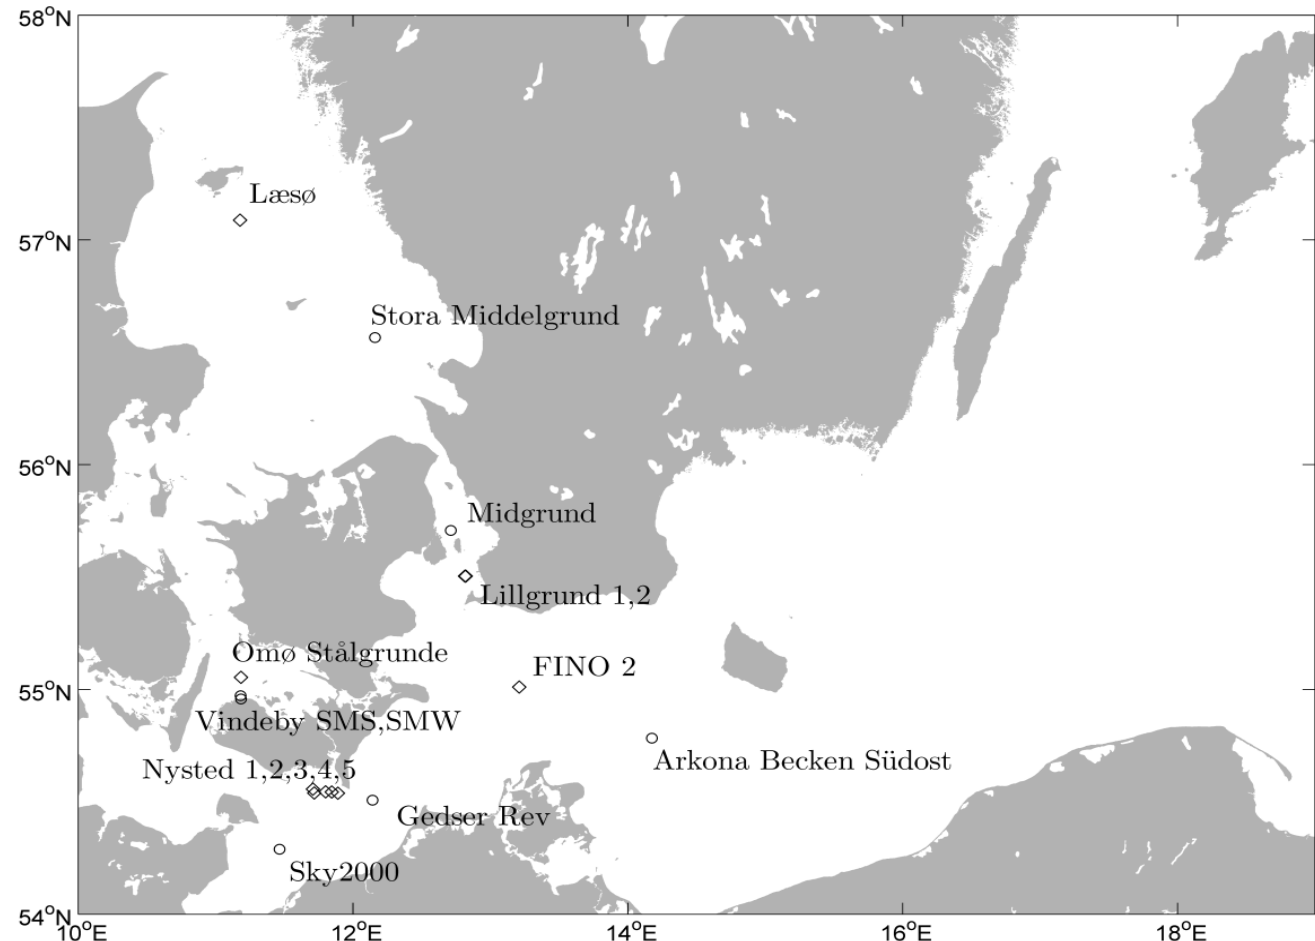 58°N
Læsø
57°N
Stora Middelgrund
56°N
Midgrund
Lillgrund 1,2
Omø Stålgrunde
FINO 2
55°N
Vindeby SMS,SMW
Arkona Becken Südost
Nysted 1,2,3,4,5
Gedser Rev
Sky2000
54°N
10°E 12°E 14°E 16°E 18°E